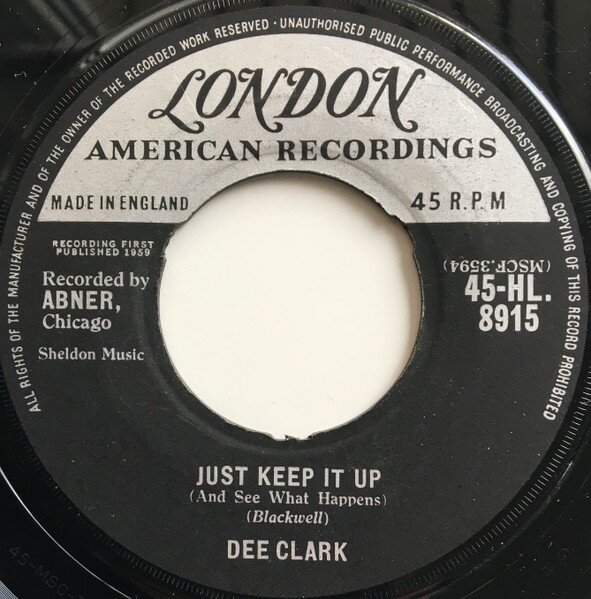 ALL RIGHTS OF THE MANUFACTURER AND OF THE OWNER OF THE RECORDED WORK RESERVED · UNAUTHORISED PUBLIC PERFORMANCE BROADCASTING AND COPYING OF THIS RECORD PROHIBITED
LONDON
AMERICAN RECORDINGS
MADE IN ENGLAND
45 R.P.M
RECORDING FIRST
PUBLISHED 1959
Recorded by
ABNER,
Chicago
Sheldon Music
(MSCF.3594)
45-HL.
8915
JUST KEEP IT UP
(And See What Happens)
(Blackwell)
DEE CLARK